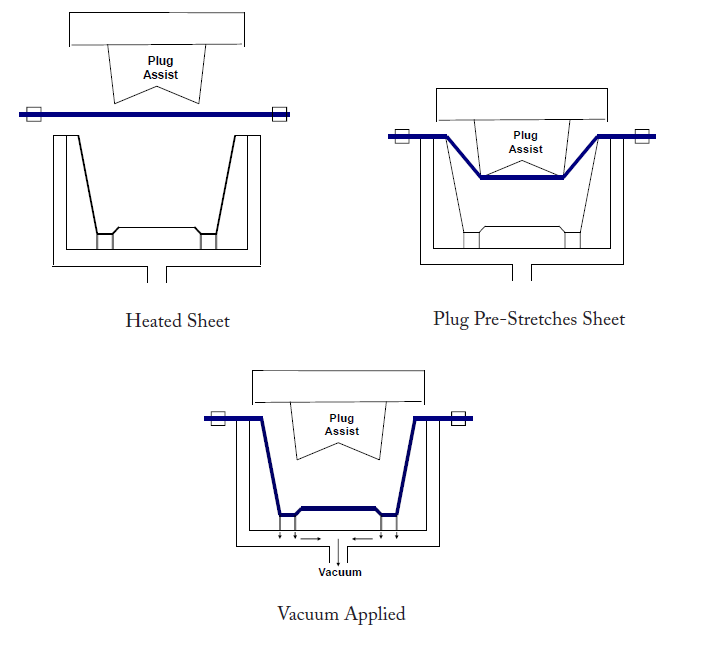 Plug
Assist
Heated Sheet
Plug
Assist
Plug Pre-Stretches Sheet
Plug
Assist
Vacuum
Vacuum Applied